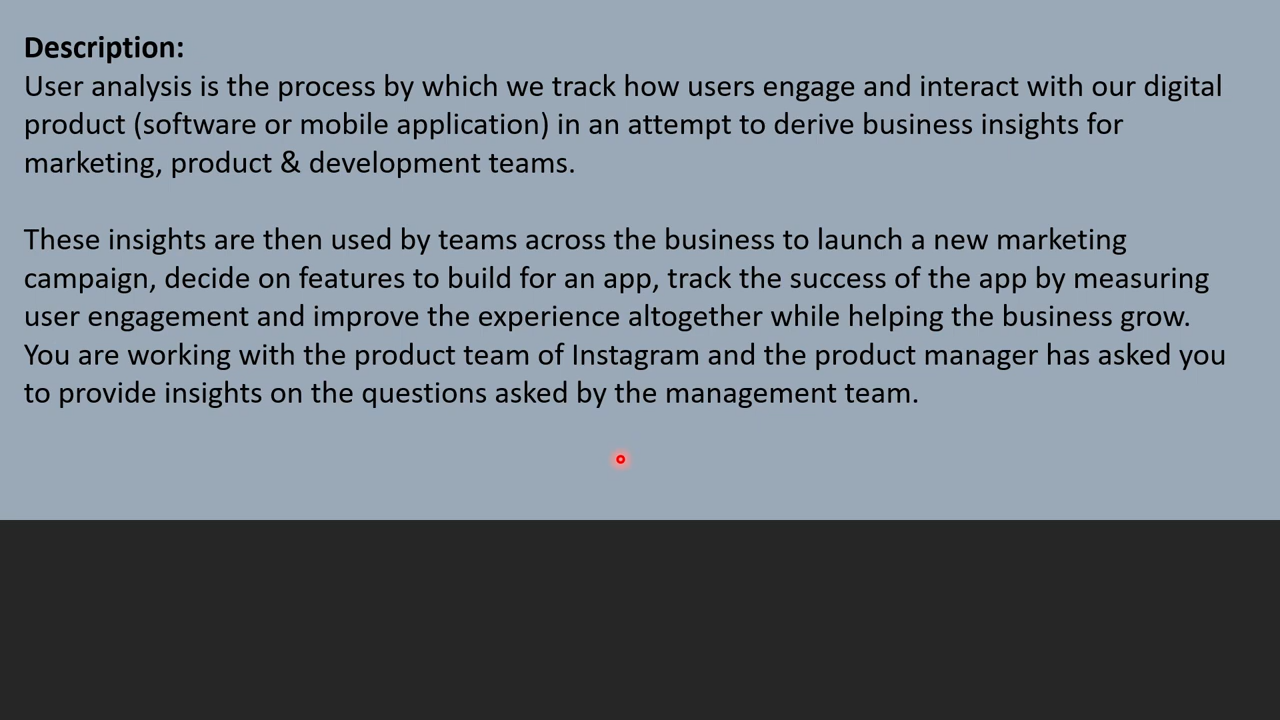 Description:
User analysis is the process by which we track how users engage and interact with our digital
product (software or mobile application) in an attempt to derive business insights for
marketing, product & development teams.
These insights are then used by teams across the business to launch a new marketing
campaign, decide on features to build for an app, track the success of the app by measuring
user engagement and improve the experience altogether while helping the business grow.
You are working with the product team of Instagram and the product manager has asked you
to provide insights on the questions asked by the management team.